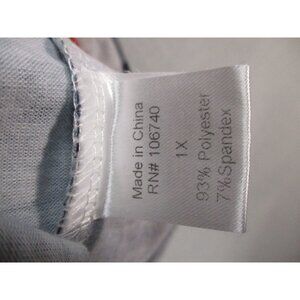 Made in China
RN# 106740
1X
93% Polyester
7%Spandex